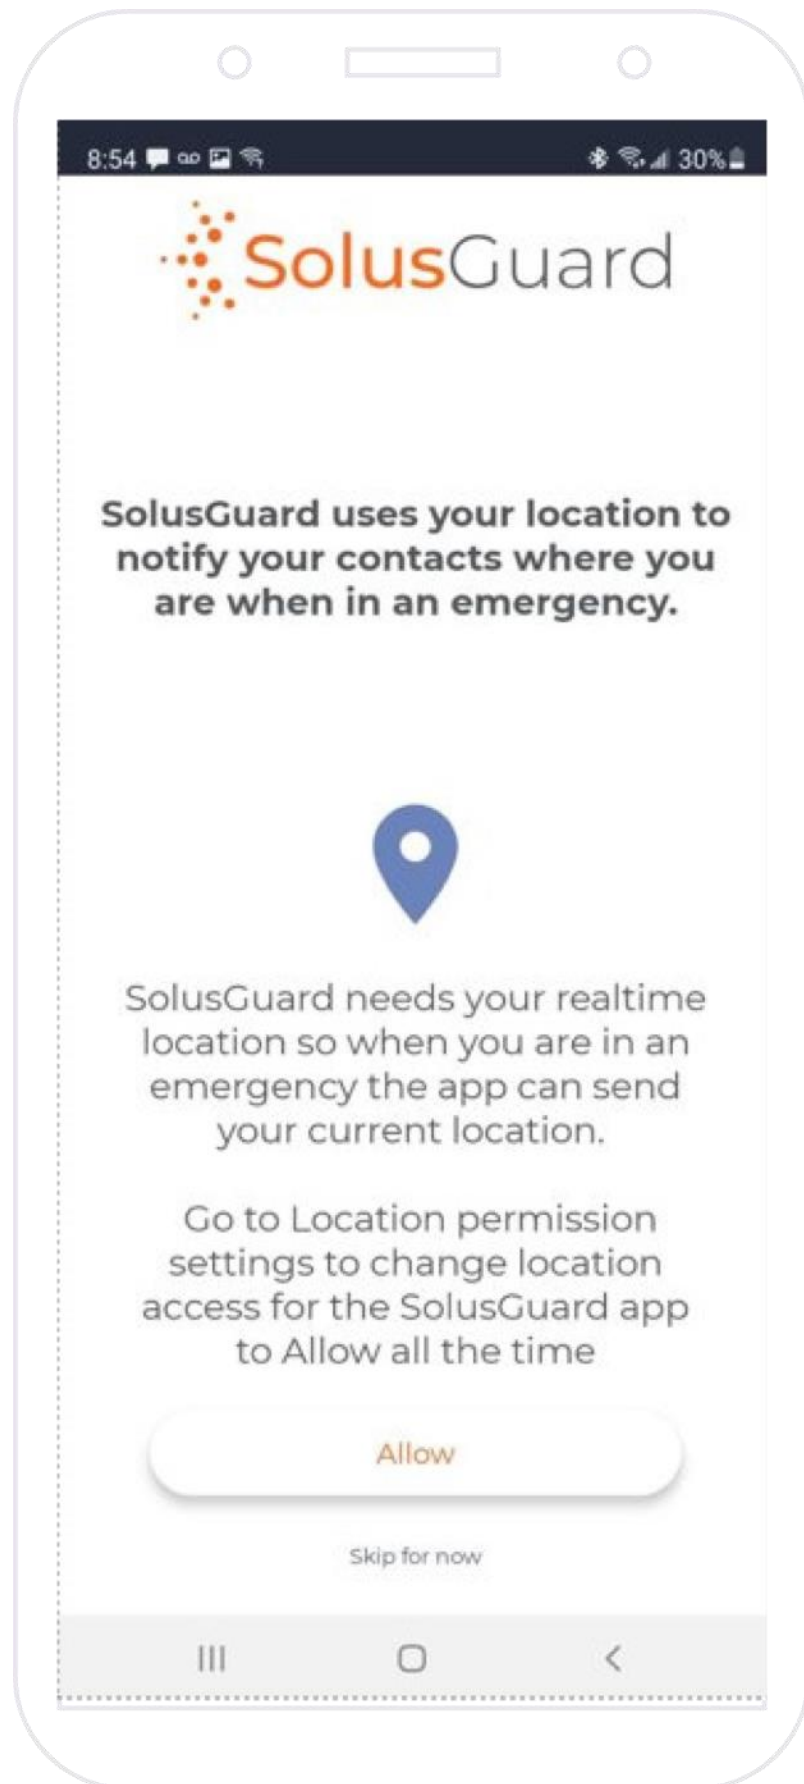 8:54
30%
SolusGuard
SolusGuard uses your location to
notify your contacts where you
are when in an emergency.
SolusGuard needs your realtime
location so when you are in an
emergency the app can send
your current location.
Go to Location permission
settings to change location
access for the SolusGuard app
to Allow all the time
Allow
Skip for now